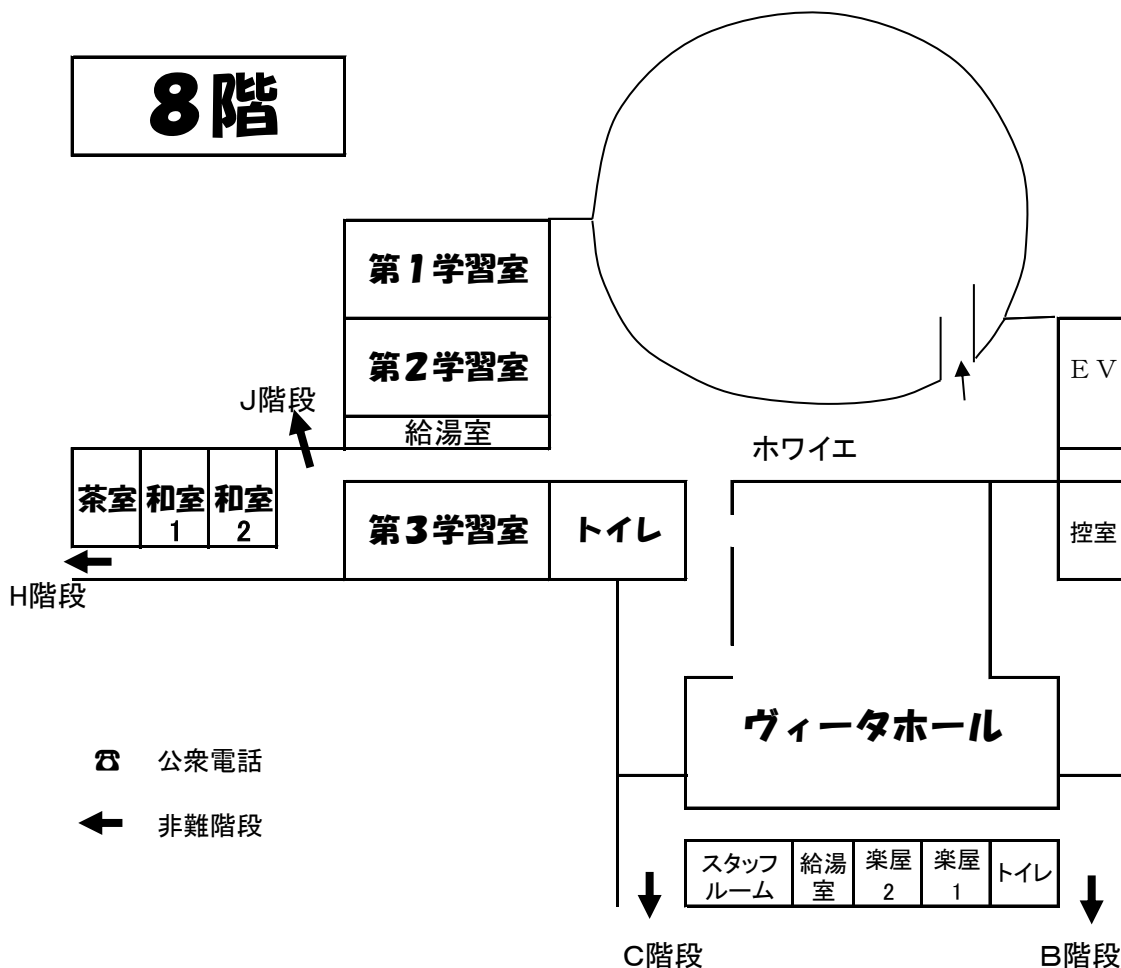 8階
第1学習室
第2学習室
EV
J階段
給湯室
ホワイエ
茶室
和室
1
和室
2
第3学習室
トイレ
控室
H階段
ヴィータホール
☎ 公衆電話
非難階段
スタッフ
ルーム
給湯
室
楽屋
2
楽屋
1
トイレ
C階段
B階段